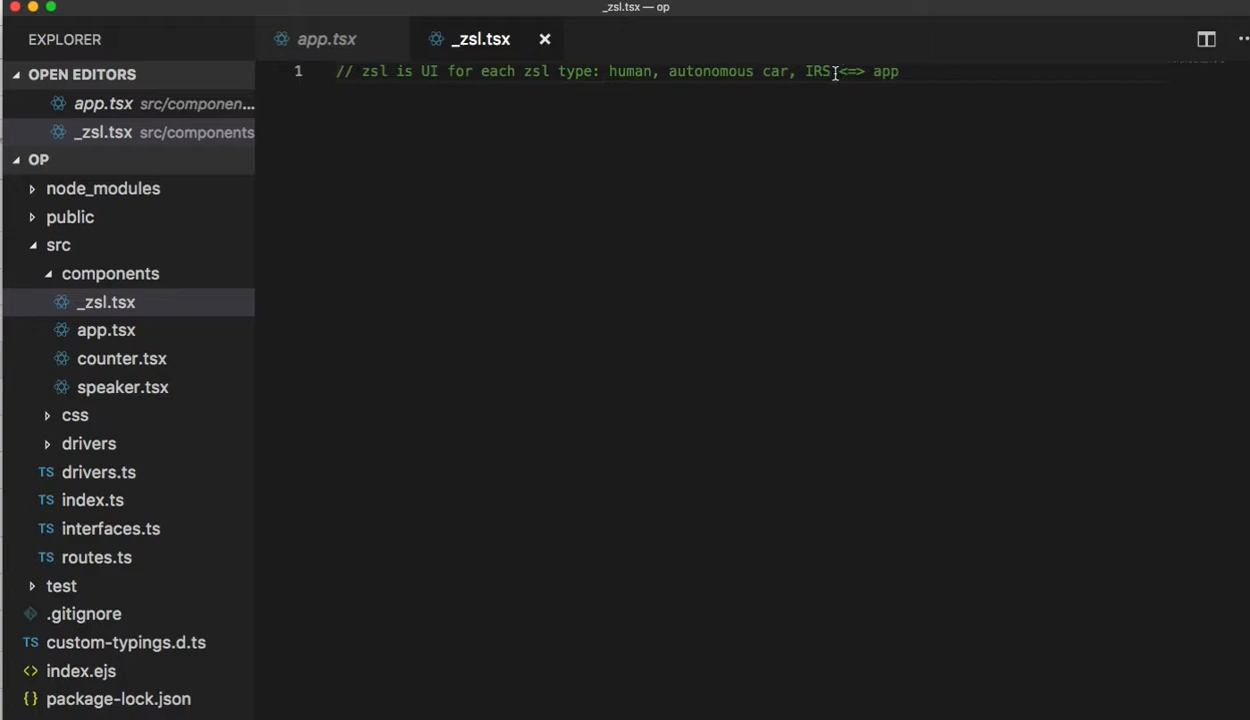 _zsl.tsx — op
EXPLORER
app.tsx
_zsl.tsx
OPEN EDITORS
app.tsx src/componen...
_zsl.tsx src/components
OP
node_modules
public
src
components
_zsl.tsx
app.tsx
counter.tsx
speaker.tsx
css
drivers
TS drivers.ts
TS index.ts
TS interfaces.ts
TS routes.ts
test
.gitignore
TS custom-typings.d.ts
<> index.ejs
{} package-lock.json
1 // zsl is UI for each zsl type: human, autonomous car, IRS <=> app